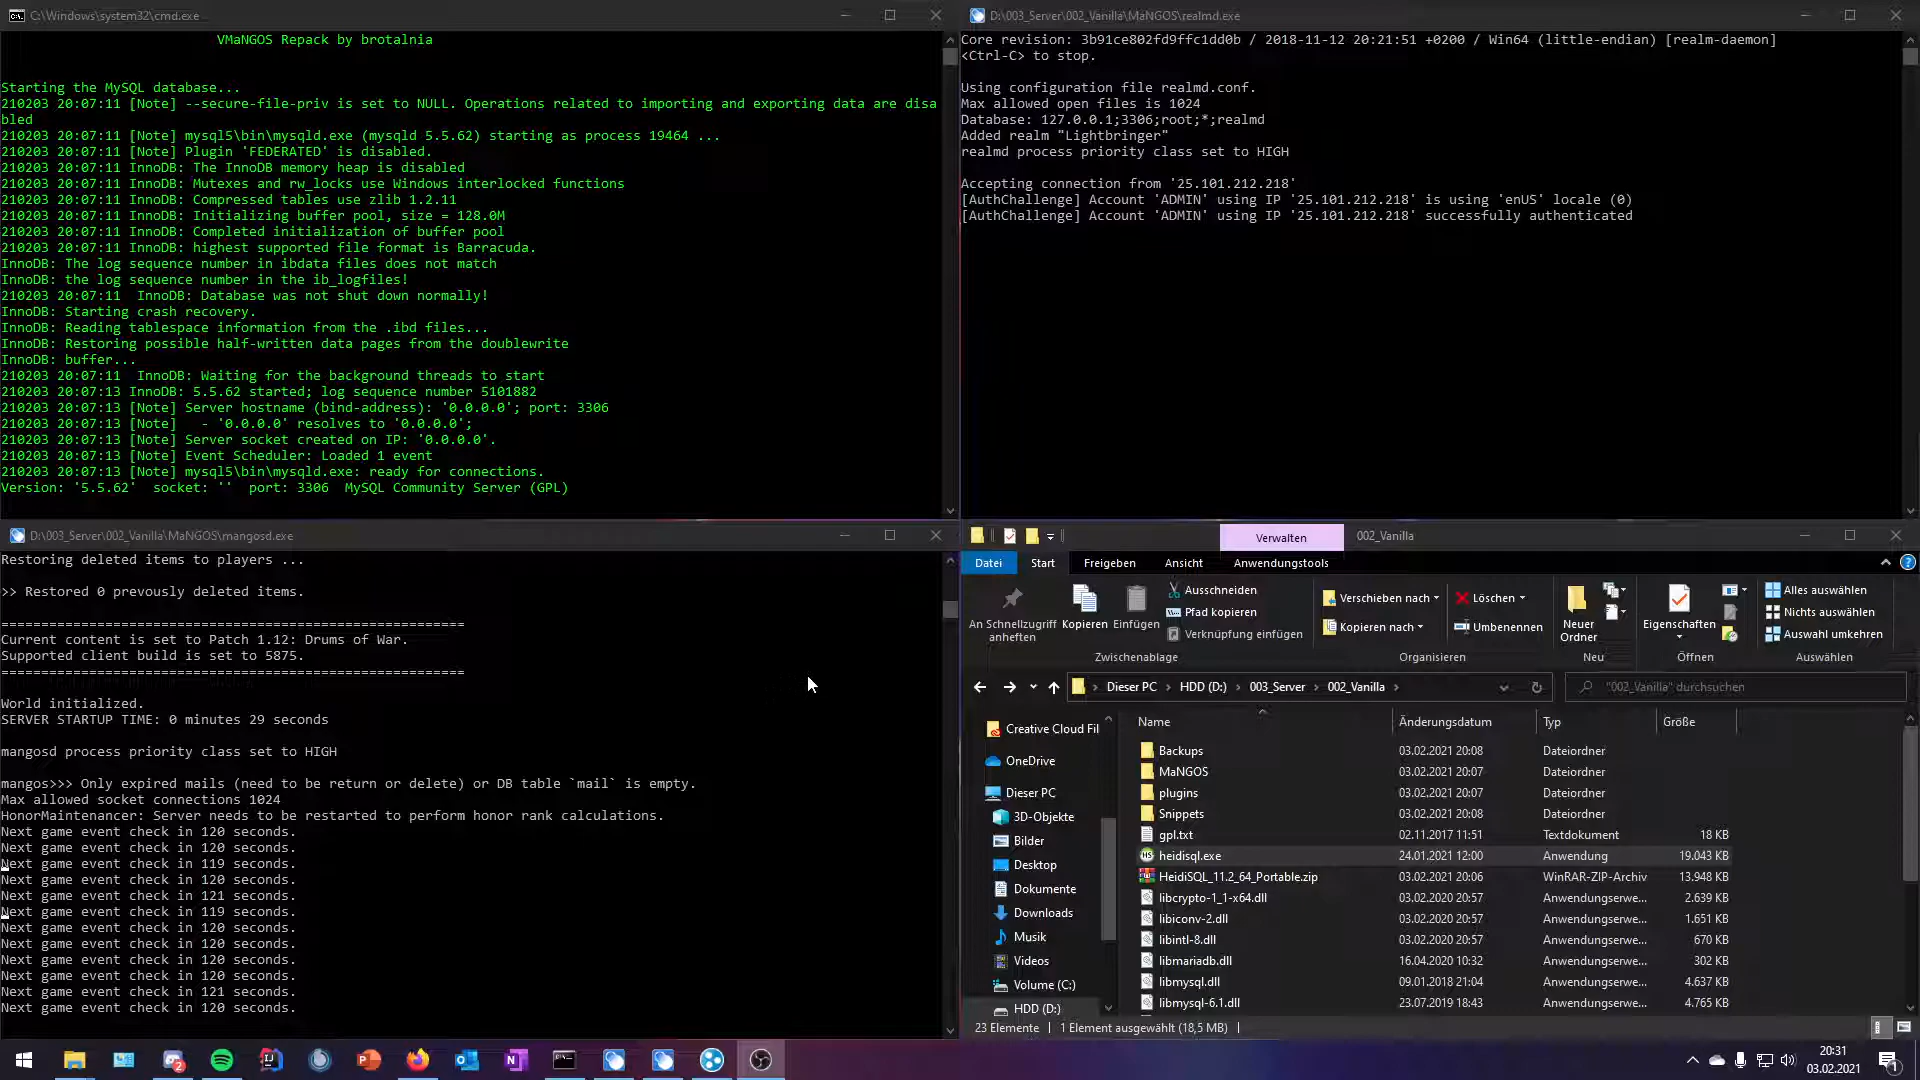 C:\Windows\system32\cmd.exe
VMaNGOS Repack by brotalnia
Starting the MySQL database...
210203 20:07:11 [Note] --secure-file-priv is set to NULL. Operations related to importing and exporting data are disa
bled
210203 20:07:11 [Note] mysql5\bin\mysqld.exe (mysqld 5.5.62) starting as process 19464 ...
210203 20:07:11 [Note] Plugin 'FEDERATED' is disabled.
210203 20:07:11 InnoDB: The InnoDB memory heap is disabled
210203 20:07:11 InnoDB: Mutexes and rw_locks use Windows interlocked functions
210203 20:07:11 InnoDB: Compressed tables use zlib 1.2.11
210203 20:07:11 InnoDB: Initializing buffer pool, size = 128.0M
210203 20:07:11 InnoDB: Completed initialization of buffer pool
210203 20:07:11 InnoDB: highest supported file format is Barracuda.
InnoDB: The log sequence number in ibdata files does not match
InnoDB: the log sequence number in the ib_logfiles!
210203 20:07:11  InnoDB: Database was not shut down normally!
InnoDB: Starting crash recovery.
InnoDB: Reading tablespace information from the .ibd files...
InnoDB: Restoring possible half-written data pages from the doublewrite
InnoDB: buffer...
210203 20:07:11  InnoDB: Waiting for the background threads to start
210203 20:07:13 InnoDB: 5.5.62 started; log sequence number 5101882
210203 20:07:13 [Note] Server hostname (bind-address): '0.0.0.0'; port: 3306
210203 20:07:13 [Note]   - '0.0.0.0' resolves to '0.0.0.0';
210203 20:07:13 [Note] Server socket created on IP: '0.0.0.0'.
210203 20:07:13 [Note] Event Scheduler: Loaded 1 event
210203 20:07:13 [Note] mysql5\bin\mysqld.exe: ready for connections.
Version: '5.5.62'  socket: ''  port: 3306  MySQL Community Server (GPL)
D:\003_Server\002_Vanilla\MaNGOS\realmd.exe
Core revision: 3b91ce802fd9ffc1dd0b / 2018-11-12 20:21:51 +0200 / Win64 (little-endian) [realm-daemon]
<Ctrl-C> to stop.
Using configuration file realmd.conf.
Max allowed open files is 1024
Database: 127.0.0.1;3306;root;*;realmd
Added realm "Lightbringer"
realmd process priority class set to HIGH
Accepting connection from '25.101.212.218'
[AuthChallenge] Account 'ADMIN' using IP '25.101.212.218' is using 'enUS' locale (0)
[AuthChallenge] Account 'ADMIN' using IP '25.101.212.218' successfully authenticated
D:\003_Server\002_Vanilla\MaNGOS\mangosd.exe
Restoring deleted items to players ...
>> Restored 0 prevously deleted items.
==========================================================
Current content is set to Patch 1.12: Drums of War.
Supported client build is set to 5875.
==========================================================
World initialized.
SERVER STARTUP TIME: 0 minutes 29 seconds
mangosd process priority class set to HIGH
mangos>>> Only expired mails (need to be return or delete) or DB table `mail` is empty.
Max allowed socket connections 1024
HonorMaintenancer: Server needs to be restarted to perform honor rank calculations.
Next game event check in 120 seconds.
Next game event check in 120 seconds.
Next game event check in 119 seconds.
Next game event check in 120 seconds.
Next game event check in 121 seconds.
Next game event check in 119 seconds.
Next game event check in 120 seconds.
Next game event check in 120 seconds.
Next game event check in 120 seconds.
Next game event check in 120 seconds.
Next game event check in 121 seconds.
Next game event check in 120 seconds.
Verwalten
002_Vanilla
Datei Start Freigeben Ansicht Anwendungstools
An Schnellzugriff anheften
Kopieren
Einfügen
Ausschneiden
Pfad kopieren
Verknüpfung einfügen
Zwischenablage
Verschieben nach
Kopieren nach
Löschen
Umbenennen
Organisieren
Neuer Ordner
Neu
Eigenschaften
Öffnen
Alles auswählen
Nichts auswählen
Auswahl umkehren
Auswählen
Dieser PC > HDD (D:) > 003_Server > 002_Vanilla >
"002_Vanilla" durchsuchen
Creative Cloud Fil
OneDrive
Dieser PC
3D-Objekte
Bilder
Desktop
Dokumente
Downloads
Musik
Videos
Volume (C:)
HDD (D:)
Name Änderungsdatum Typ Größe
Backups 03.02.2021 20:08 Dateiordner
MaNGOS 03.02.2021 20:07 Dateiordner
plugins 03.02.2021 20:07 Dateiordner
Snippets 03.02.2021 20:08 Dateiordner
gpl.txt 02.11.2017 11:51 Textdokument 18 KB
heidisql.exe 24.01.2021 12:00 Anwendung 19.043 KB
HeidiSQL_11.2_64_Portable.zip 03.02.2021 20:06 WinRAR-ZIP-Archiv 13.948 KB
libcrypto-1_1-x64.dll 03.02.2020 20:57 Anwendungserwe... 2.639 KB
libiconv-2.dll 03.02.2020 20:57 Anwendungserwe... 1.651 KB
libintl-8.dll 03.02.2020 20:57 Anwendungserwe... 670 KB
libmariadb.dll 16.04.2020 10:32 Anwendungserwe... 302 KB
libmysql.dll 09.01.2018 21:04 Anwendungserwe... 4.637 KB
libmysql-6.1.dll 23.07.2019 18:43 Anwendungserwe... 4.765 KB
23 Elemente 1 Element ausgewählt (18,5 MB)
20:31
03.02.2021